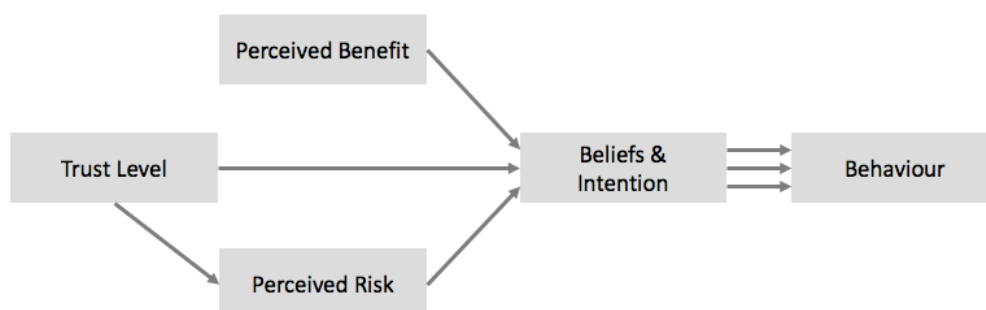 Perceived Benefit
Trust Level
Beliefs &
Intention
Behaviour
Perceived Risk